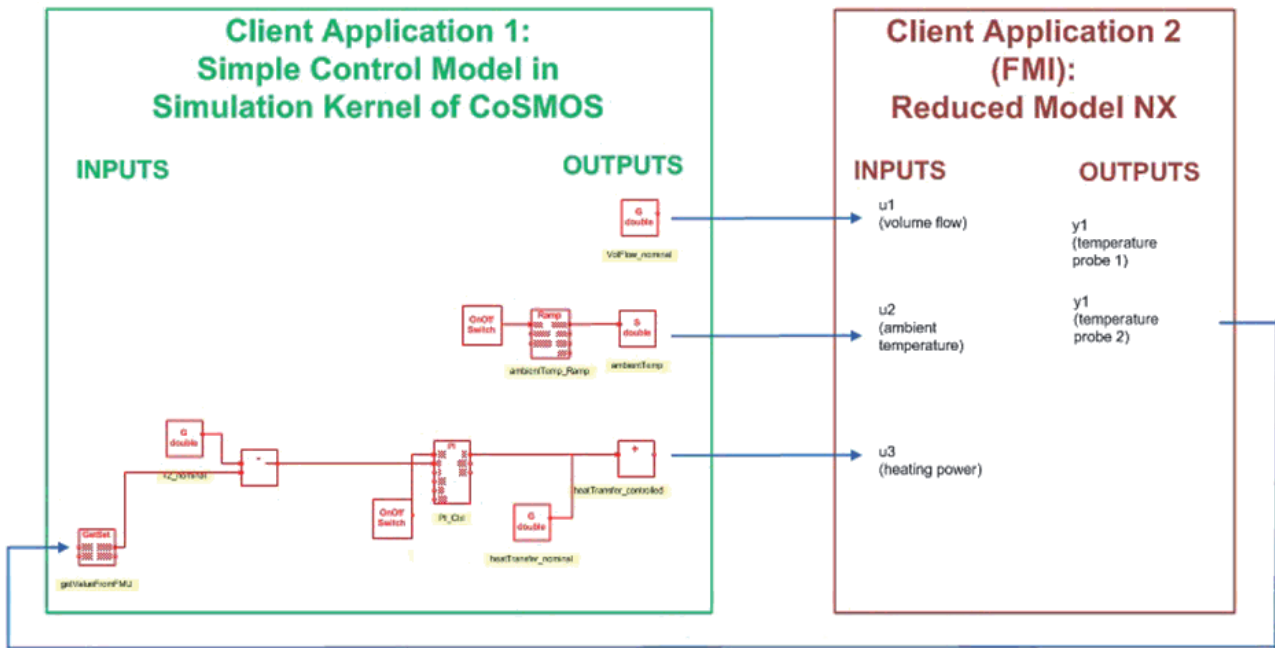 Client Application 1:
Simple Control Model in
Simulation Kernel of CoSMOS
INPUTS
OUTPUTS
G
double
VolFlow_nominal
OnOff
Switch
Ramp
ambientTemp_Ramp
S
double
ambientTemp
G
double
-
PI
PI_Ctrl
OnOff
Switch
+
heatTransfer_controlled
G
double
heatTransfer_nominal
GetSet
getValueFromFMU
Client Application 2
(FMI):
Reduced Model NX
INPUTS
OUTPUTS
u1
(volume flow)
y1
(temperature
probe 1)
u2
(ambient
temperature)
y1
(temperature
probe 2)
u3
(heating power)